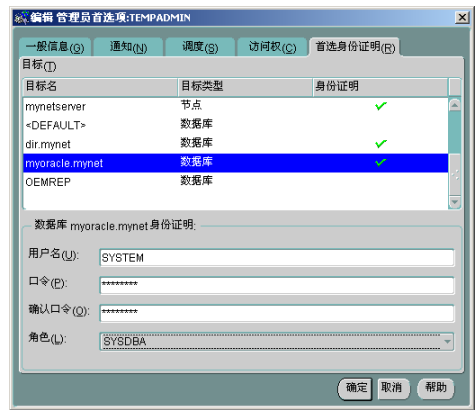 编辑 管理员首选项:TEMPADMIN
一般信息(G) 通知(N) 调度(S) 访问权(C) 首选身份证明(R)
目标(T)
目标名 目标类型 身份证明
mynetserver 节点
<DEFAULT> 数据库
dir.mynet 数据库
myoracle.mynet 数据库
OEMREP 数据库
数据库 myoracle.mynet 身份证明:
用户名(U): SYSTEM
口令(P): ********
确认口令(O): ********
角色(L): SYSDBA
确定 取消 帮助